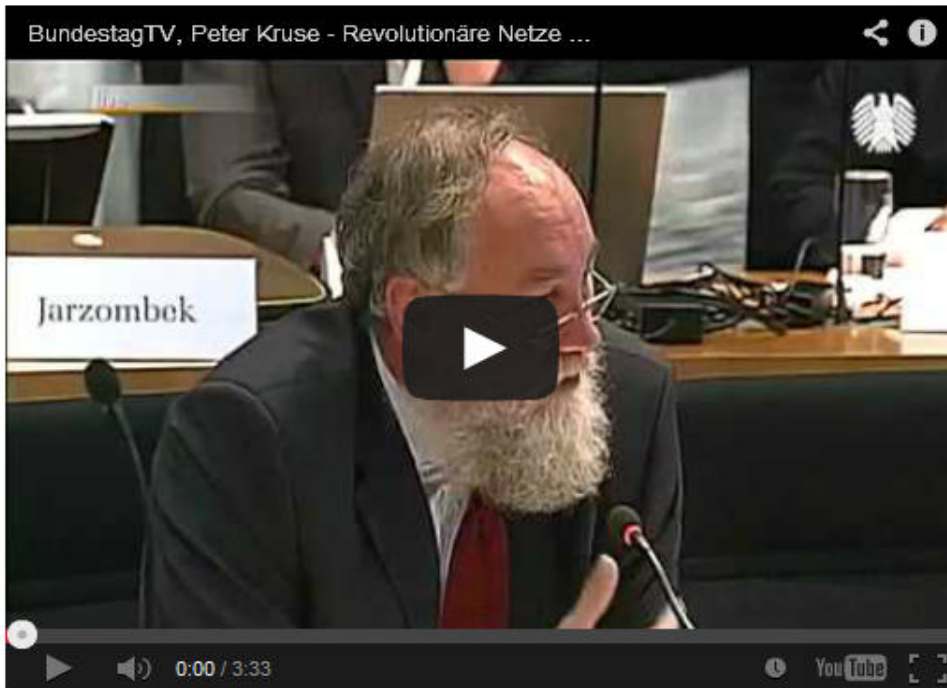 BundestagTV, Peter Kruse - Revolutionäre Netze ...
Jarzombek
0:00 / 3:33
YouTube